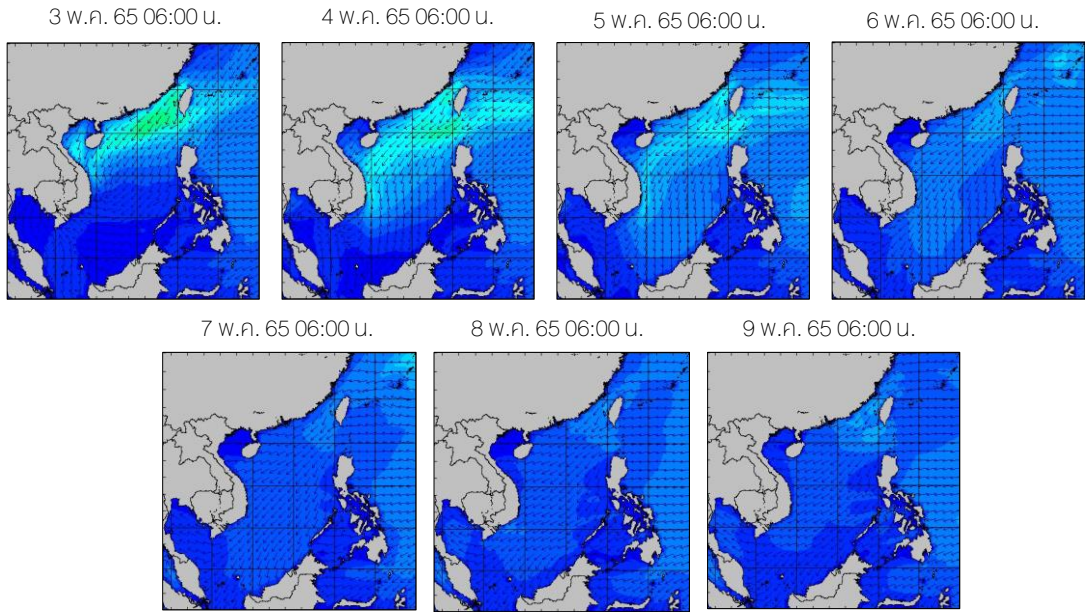 3 พ.ค. 65 06:00 น.
4 พ.ค. 65 06:00 น.
5 พ.ค. 65 06:00 น.
6 พ.ค. 65 06:00 น.
7 พ.ค. 65 06:00 น.
8 พ.ค. 65 06:00 น.
9 พ.ค. 65 06:00 น.